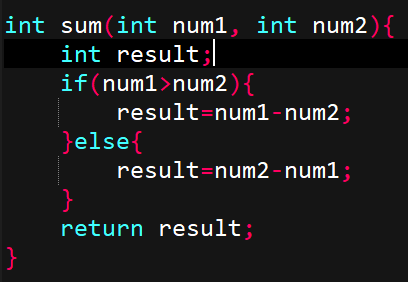 int sum(int num1, int num2){
    int result;
    if(num1>num2){
        result=num1-num2;
    }else{
        result=num2-num1;
    }
    return result;
}